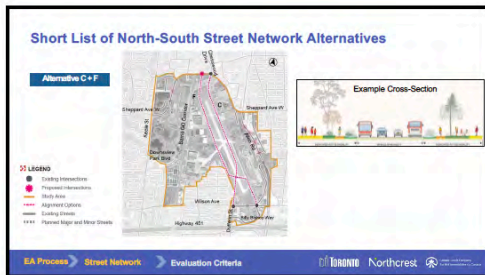 Short List of North-South Street Network Alternatives
Alternative C + F
Sheppard Ave W
Keele St
F
C
Sheppard Ave W
Downsview
Park Blvd
Wilson Ave
Highway 401
Example Cross-Section
LEGEND
Existing Intersections
Proposed Intersections
Study Area
Alignment Options
Existing Streets
Planned Major and Minor Streets
EA Process
Street Network
Evaluation Criteria
TORONTO
Northcrest